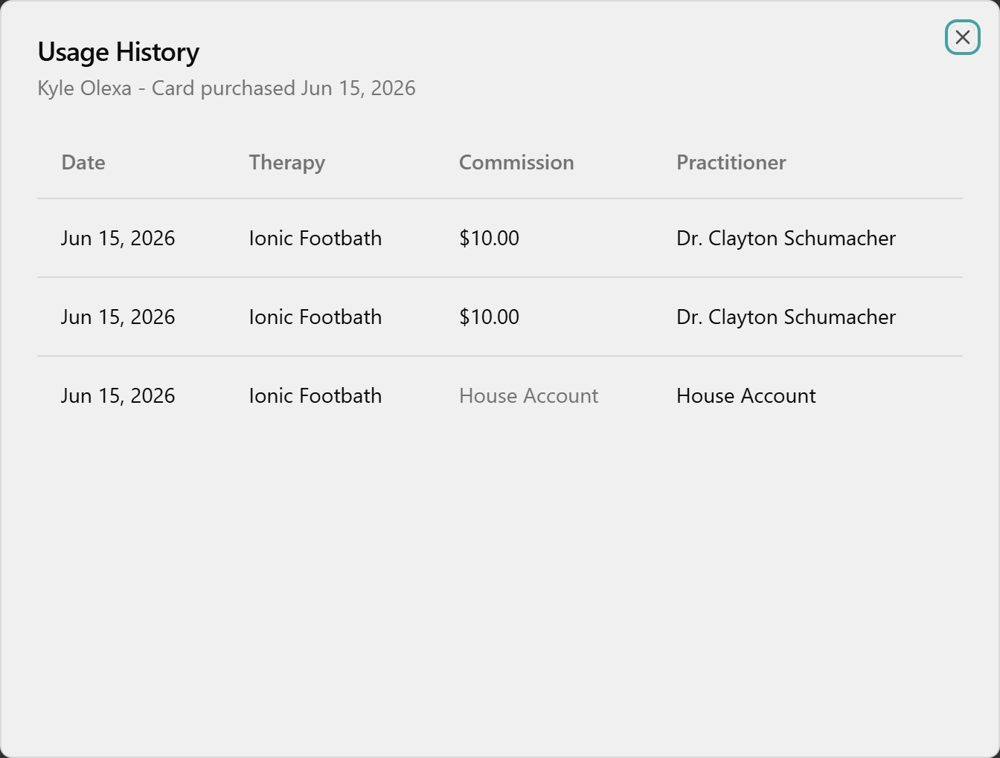 Usage History
Kyle Olexa - Card purchased Jun 15, 2026
Date Therapy Commission Practitioner
Jun 15, 2026 Ionic Footbath $10.00 Dr. Clayton Schumacher
Jun 15, 2026 Ionic Footbath $10.00 Dr. Clayton Schumacher
Jun 15, 2026 Ionic Footbath House Account House Account